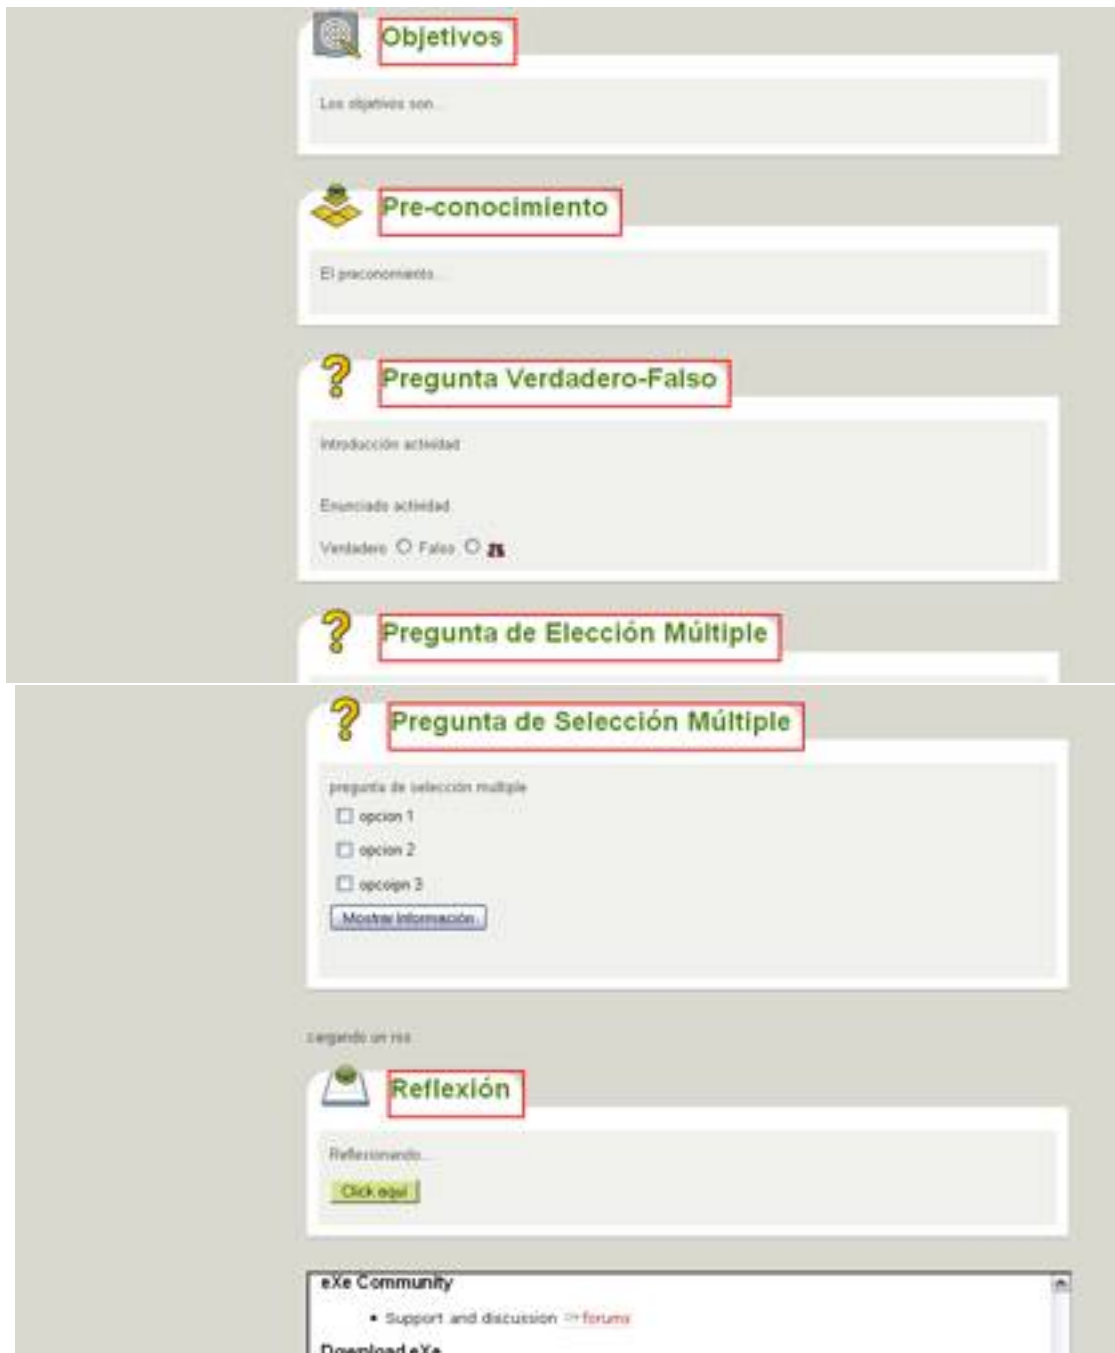 Objetivos
Los objetivos son...
Pre-conocimiento
El preconomiento...
Pregunta Verdadero-Falso
Introducción actividad
Enunciado actividad
Verdadero Falso
Pregunta de Elección Múltiple
Pregunta de Selección Múltiple
pregunta de selección multiple
opcion 1
opcion 2
opcoipn 3
Mostrar Información
cargando un rss
Reflexión
Reflexionando...
Click aquí
eXe Community
• Support and discussion forums
Download eXe